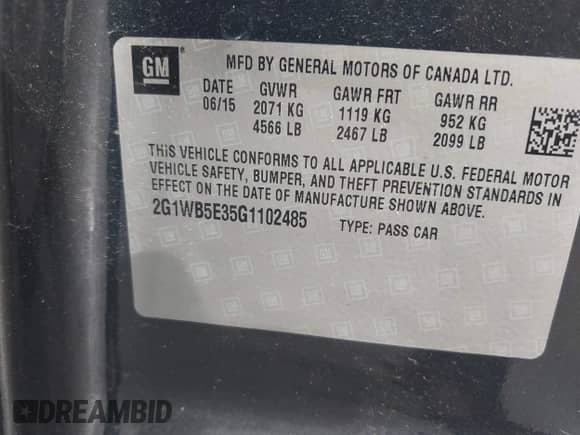 GM ®
MFD BY GENERAL MOTORS OF CANADA LTD.
DATE GVWR GAWR FRT GAWR RR
06/15 2071 KG 1119 KG 952 KG
4566 LB 2467 LB 2099 LB
THIS VEHICLE CONFORMS TO ALL APPLICABLE U.S. FEDERAL MOTOR
VEHICLE SAFETY, BUMPER, AND THEFT PREVENTION STANDARDS IN
EFFECT ON THE DATE OF MANUFACTURE SHOWN ABOVE.
2G1WB5E35G1102485 TYPE: PASS CAR
DREAMBID